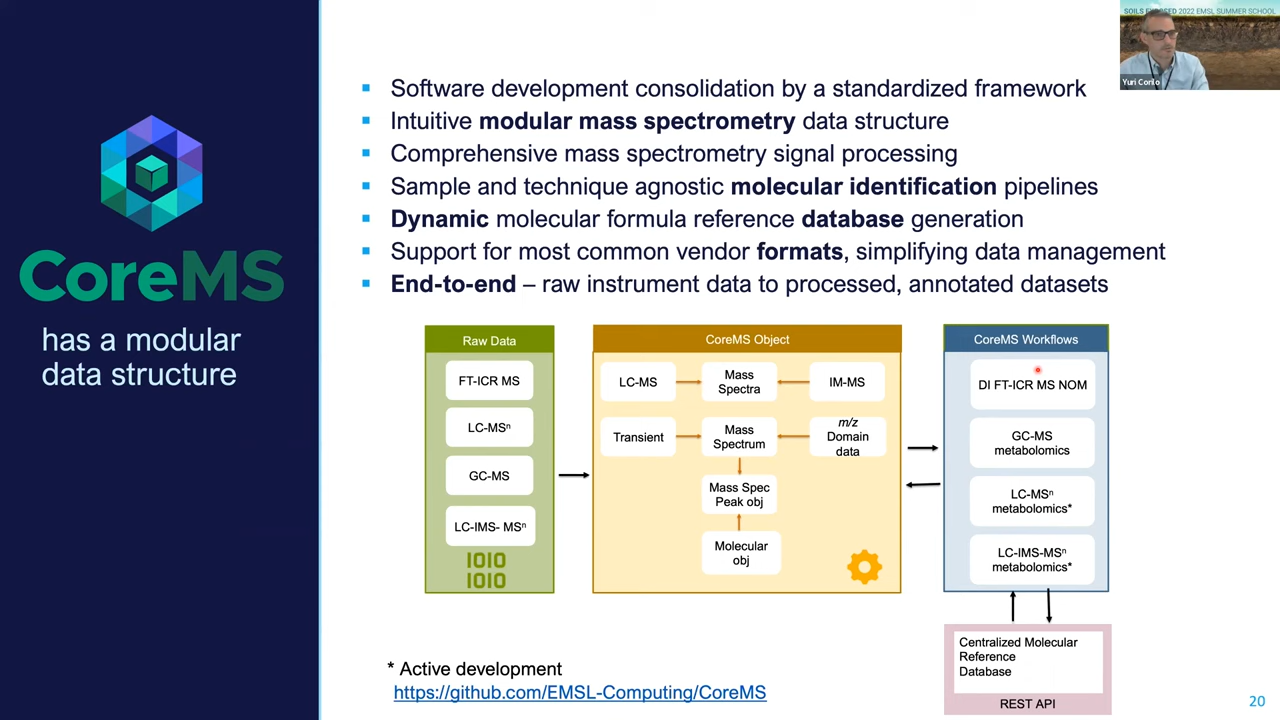 SOILS EXPOSED 2022 EMSL SUMMER SCHOOL
Yuri Corilo
CoreMS
has a modular
data structure
▪ Software development consolidation by a standardized framework
▪ Intuitive modular mass spectrometry data structure
▪ Comprehensive mass spectrometry signal processing
▪ Sample and technique agnostic molecular identification pipelines
▪ Dynamic molecular formula reference database generation
▪ Support for most common vendor formats, simplifying data management
▪ End-to-end – raw instrument data to processed, annotated datasets
Raw Data
FT-ICR MS
LC-MSⁿ
GC-MS
LC-IMS- MSⁿ
1010
1010
CoreMS Object
LC-MS
Mass
Spectra
IM-MS
Transient
Mass
Spectrum
m/z
Domain
data
Mass Spec
Peak obj
Molecular
obj
CoreMS Workflows
DI FT-ICR MS NOM
GC-MS
metabolomics
LC-MSⁿ
metabolomics*
LC-IMS-MSⁿ
metabolomics*
Centralized Molecular
Reference
Database
REST API
* Active development
https://github.com/EMSL-Computing/CoreMS
20